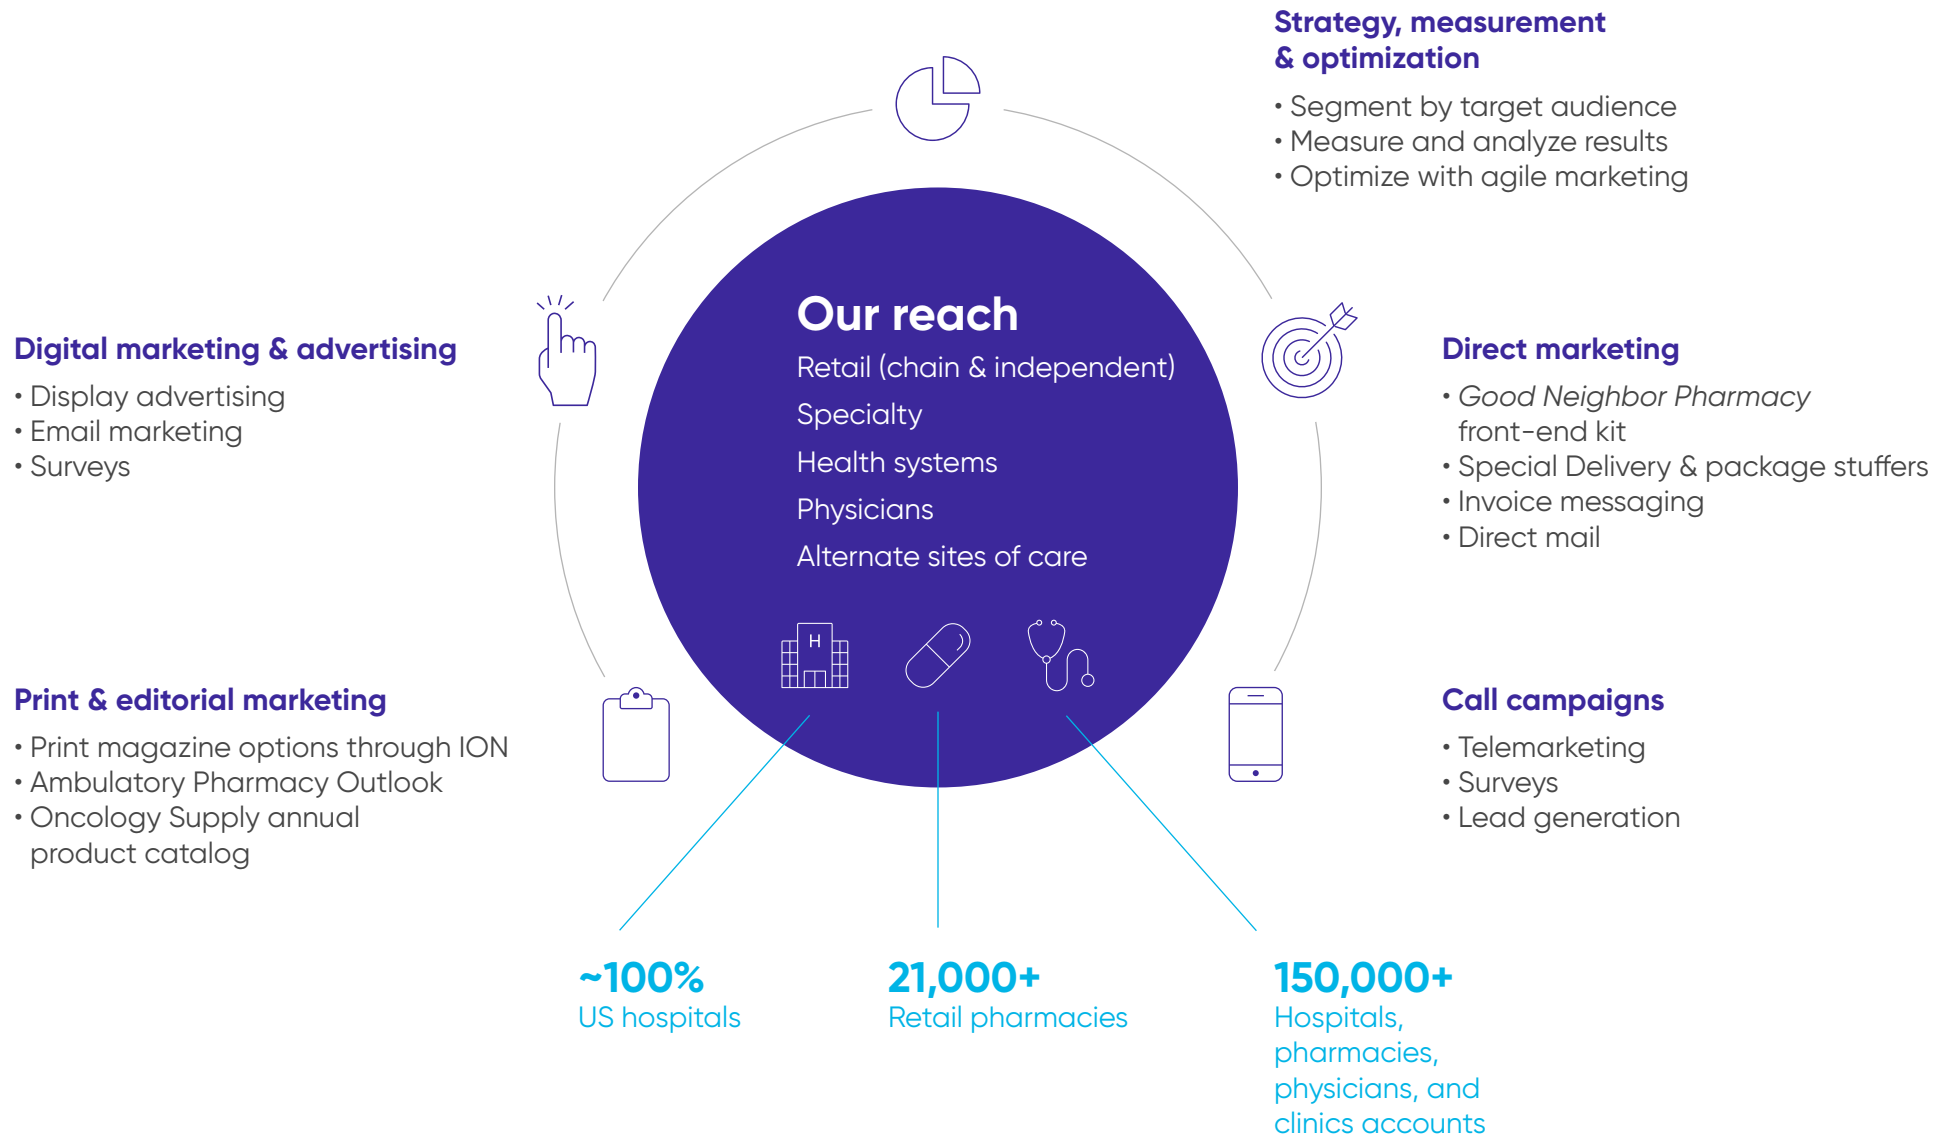 Strategy, measurement
& optimization
• Segment by target audience
• Measure and analyze results
• Optimize with agile marketing
Digital marketing & advertising
• Display advertising
• Email marketing
• Surveys
Our reach
Retail (chain & independent)
Specialty
Health systems
Physicians
Alternate sites of care
H
Direct marketing
• Good Neighbor Pharmacy
front-end kit
• Special Delivery & package stuffers
• Invoice messaging
• Direct mail
Print & editorial marketing
• Print magazine options through ION
• Ambulatory Pharmacy Outlook
• Oncology Supply annual
product catalog
Call campaigns
• Telemarketing
• Surveys
• Lead generation
~100%
US hospitals
21,000+
Retail pharmacies
150,000+
Hospitals,
pharmacies,
physicians, and
clinics accounts